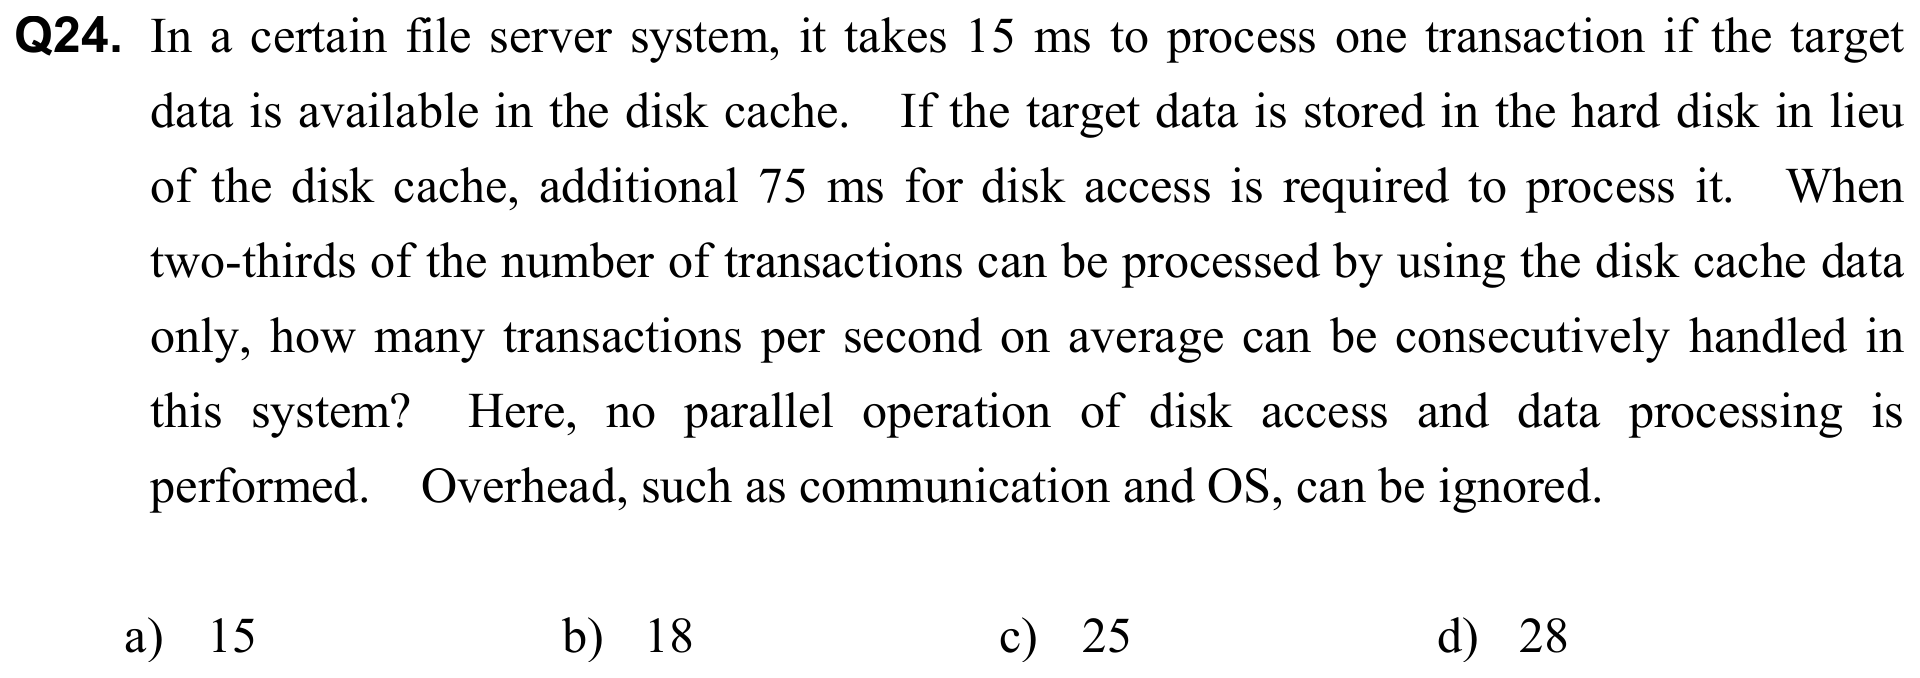 Q24. In a certain file server system, it takes 15 ms to process one transaction if the target
data is available in the disk cache. If the target data is stored in the hard disk in lieu
of the disk cache, additional 75 ms for disk access is required to process it. When
two-thirds of the number of transactions can be processed by using the disk cache data
only, how many transactions per second on average can be consecutively handled in
this system? Here, no parallel operation of disk access and data processing is
performed. Overhead, such as communication and OS, can be ignored.
a) 15 b) 18 c) 25 d) 28